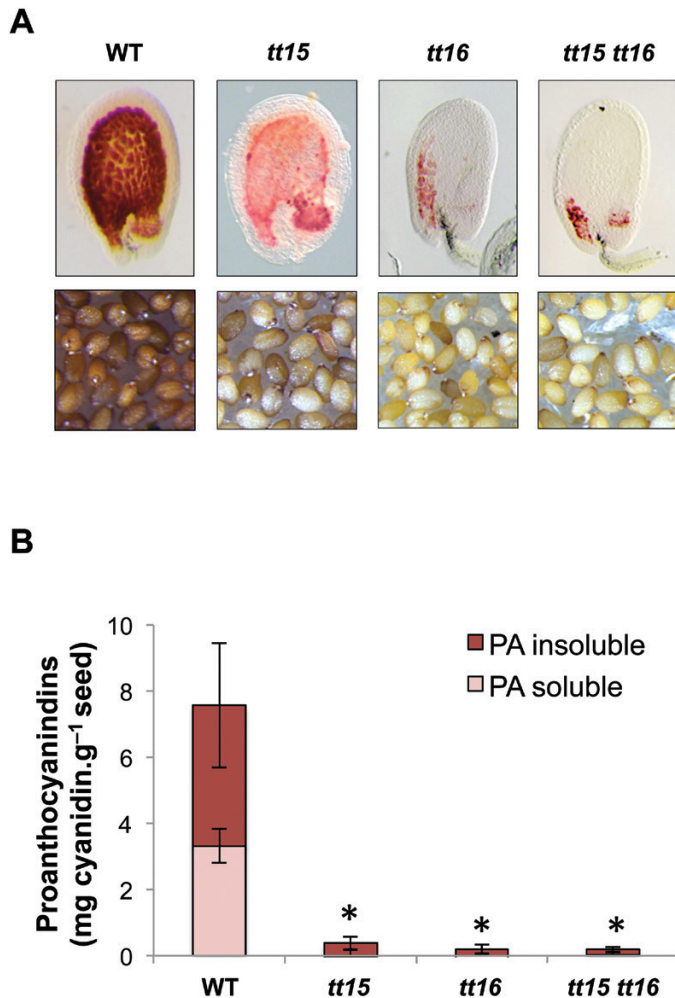 A
WT tt15 tt16 tt15 tt16
B
Proanthocyanindins
(mg cyanidin.g⁻¹ seed)
10
8
6
4
2
0
PA insoluble
PA soluble
* * *
WT tt15 tt16 tt15 tt16